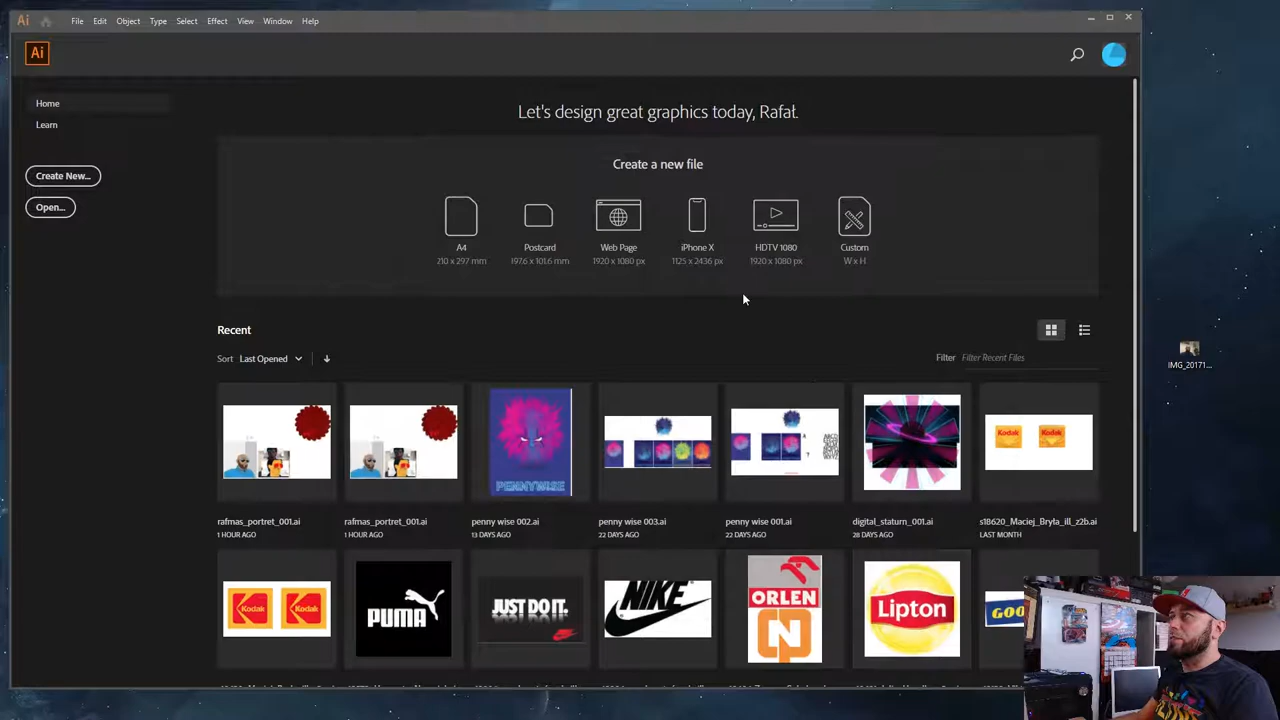 Ai File Edit Object Type Select Effect View Window Help
Ai
Home
Learn
Create New...
Open...
Let's design great graphics today, Rafał.
Create a new file
A4 Postcard Web Page iPhone X HDTV 1080 Custom
210 x 297 mm 197.6 x 101.6 mm 1920 x 1080 px 1125 x 2436 px 1920 x 1080 px W x H
Recent
Sort Last Opened
Filter Filter Recent Files
IMG_20171...
PENNYWISE
Kodak Kodak
rafmas_portret_001.ai rafmas_portret_001.ai penny wise 002.ai penny wise 003.ai penny wise 001.ai digital_staturn_001.ai s18620_Maciej_Bryła_ill_z2b.ai
1 HOUR AGO 1 HOUR AGO 13 DAYS AGO 22 DAYS AGO 22 DAYS AGO 28 DAYS AGO LAST MONTH
Kodak Kodak
PUMA
JUST DO IT.
NIKE
ORLEN
N
Lipton
GOO